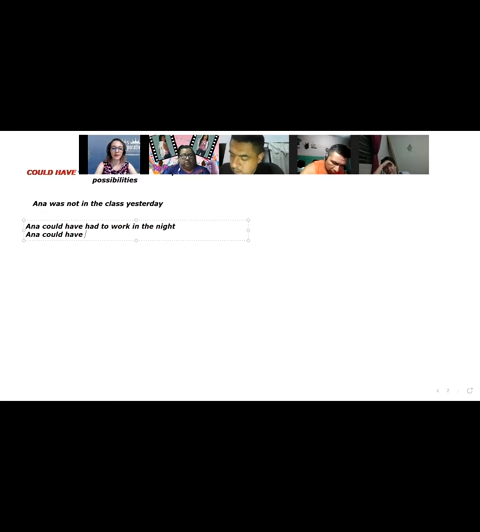 COULD HAVE
possibilities
Ana was not in the class yesterday
Ana could have had to work in the night
Ana could have